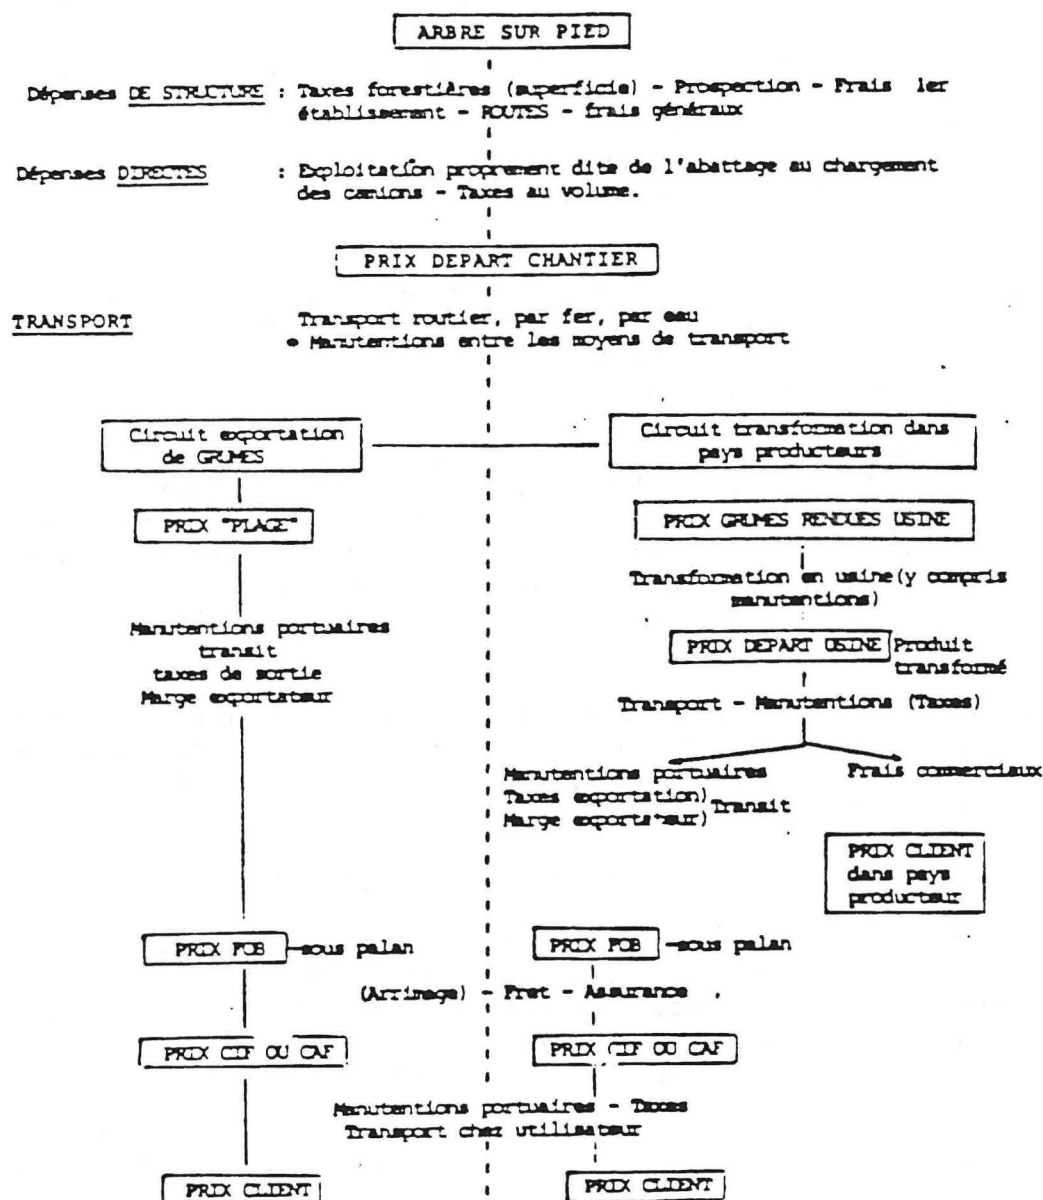 ARBRE SUR PIED
Dépenses DE STRUCTURE : Taxes forestières (superficie) - Prospection - Frais 1er
établissement - ROUTES - frais généraux
Dépenses DIRECTES : Exploitation proprement dite de l'abattage au chargement
des camions - Taxes au volume.
PRIX DEPART CHANTIER
TRANSPORT
Transport routier, par fer, par eau
• Manutentions entre les moyens de transport
Circuit exportation
de GRUMES
Circuit transformation dans
pays producteurs
PRIX "PLAGE"
PRIX GRUMES RENDUES USINE
Transformation en usine (y compris
manutentions)
Manutentions portuaires
transit
taxes de sortie
Marge exportateur
PRIX DEPART USINE Produit
transformé
Transport - Manutentions (Taxes)
Manutentions portuaires
Taxes exportation)
Marge exportateur) Transit
Frais commerciaux
PRIX CLIENT
dans pays
producteur
PRIX FOB - sous palan
PRIX FOB - sous palan
(Arrimage) - Fret - Assurance
PRIX CIF OU CAF
PRIX CIF OU CAF
Manutentions portuaires - Taxes
Transport chez utilisateur
PRIX CLIENT
PRIX CLIENT